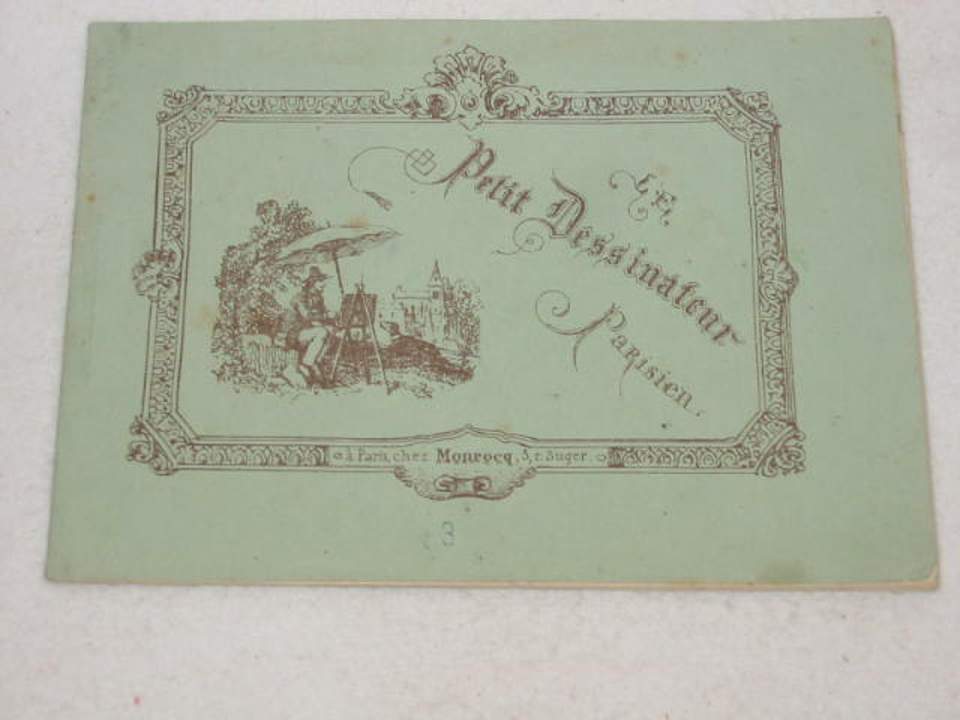 LE
Petit Dessinateur
Parisien.
à Paris, chez Monrocq, 3, r. Suger.
3